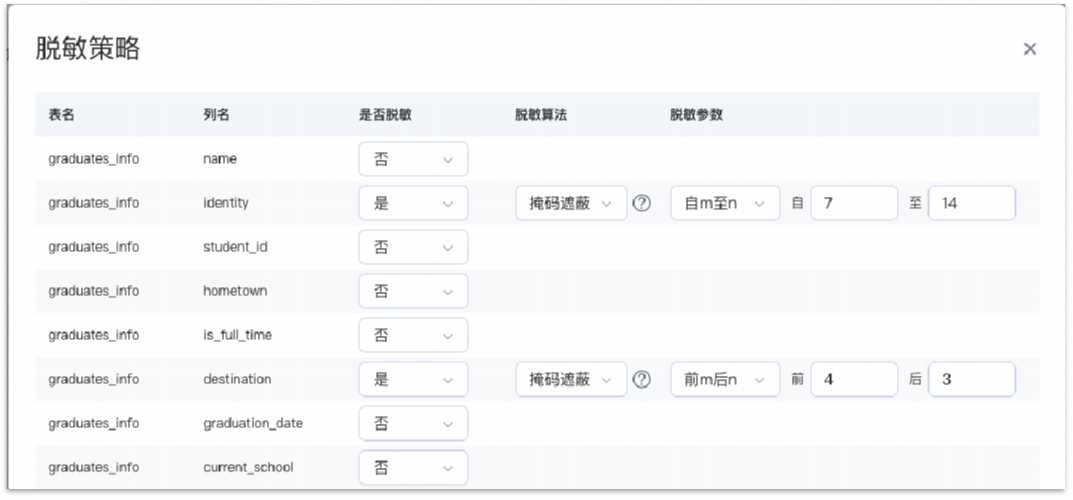 脱敏策略
表名 列名 是否脱敏 脱敏算法 脱敏参数
graduates_info name 否
graduates_info identity 是 掩码遮蔽 ? 自m至n 自 7 至 14
graduates_info student_id 否
graduates_info hometown 否
graduates_info is_full_time 否
graduates_info destination 是 掩码遮蔽 ? 前m后n 前 4 后 3
graduates_info graduation_date 否
graduates_info current_school 否